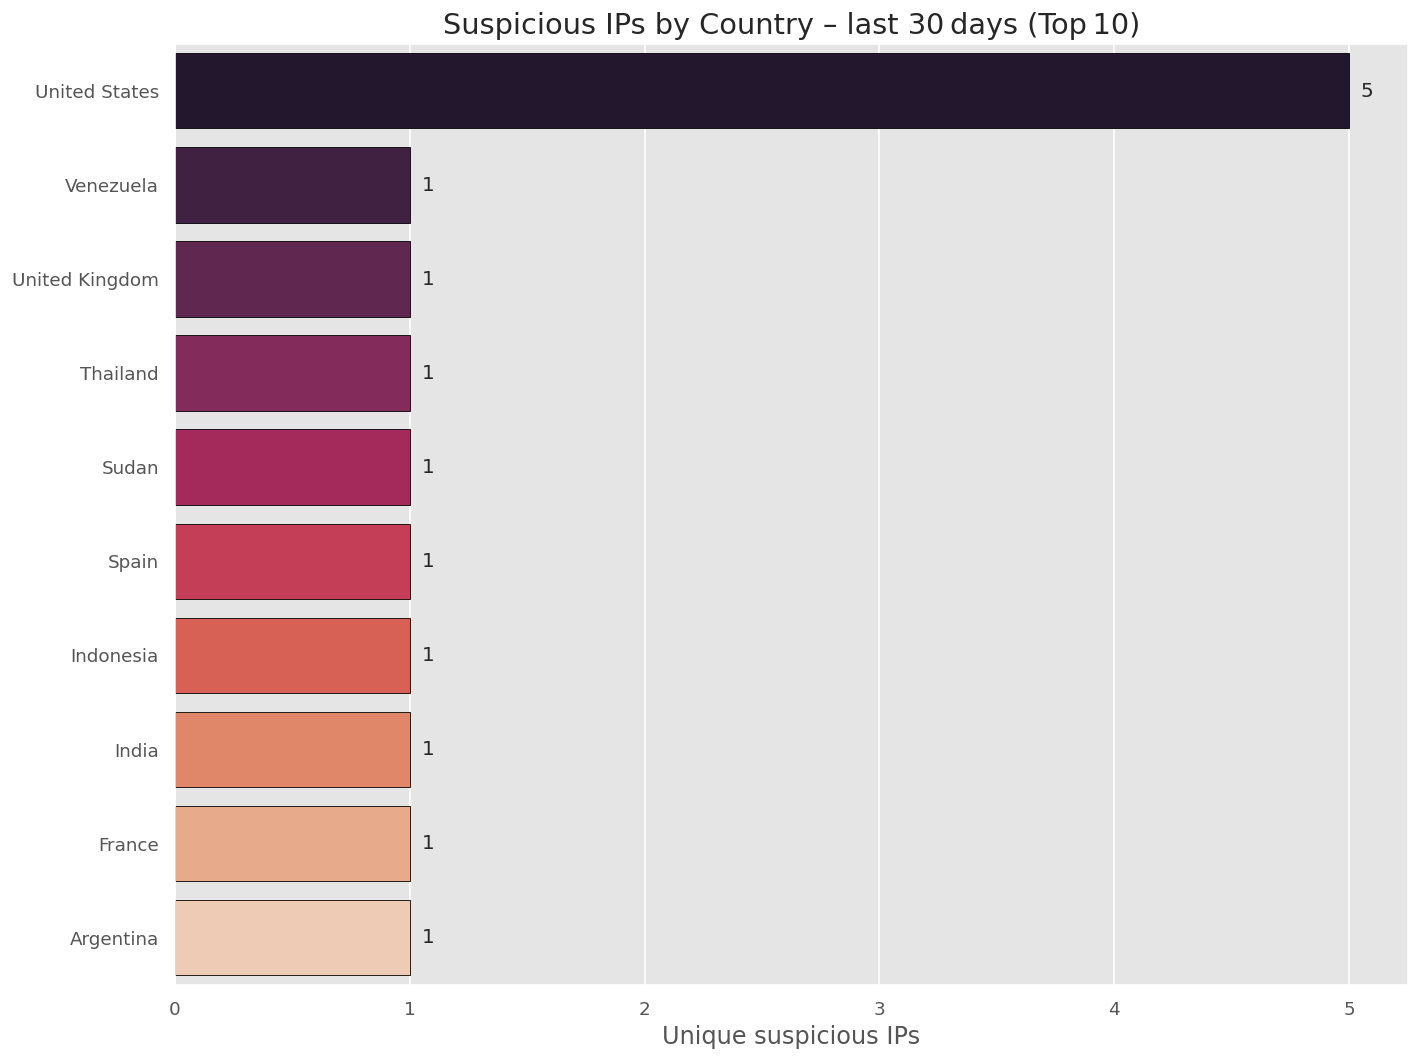 Suspicious IPs by Country – last 30 days (Top 10)
United States
5
Venezuela
1
United Kingdom
1
Thailand
1
Sudan
1
Spain
1
Indonesia
1
India
1
France
1
Argentina
1
0 1 2 3 4 5
Unique suspicious IPs